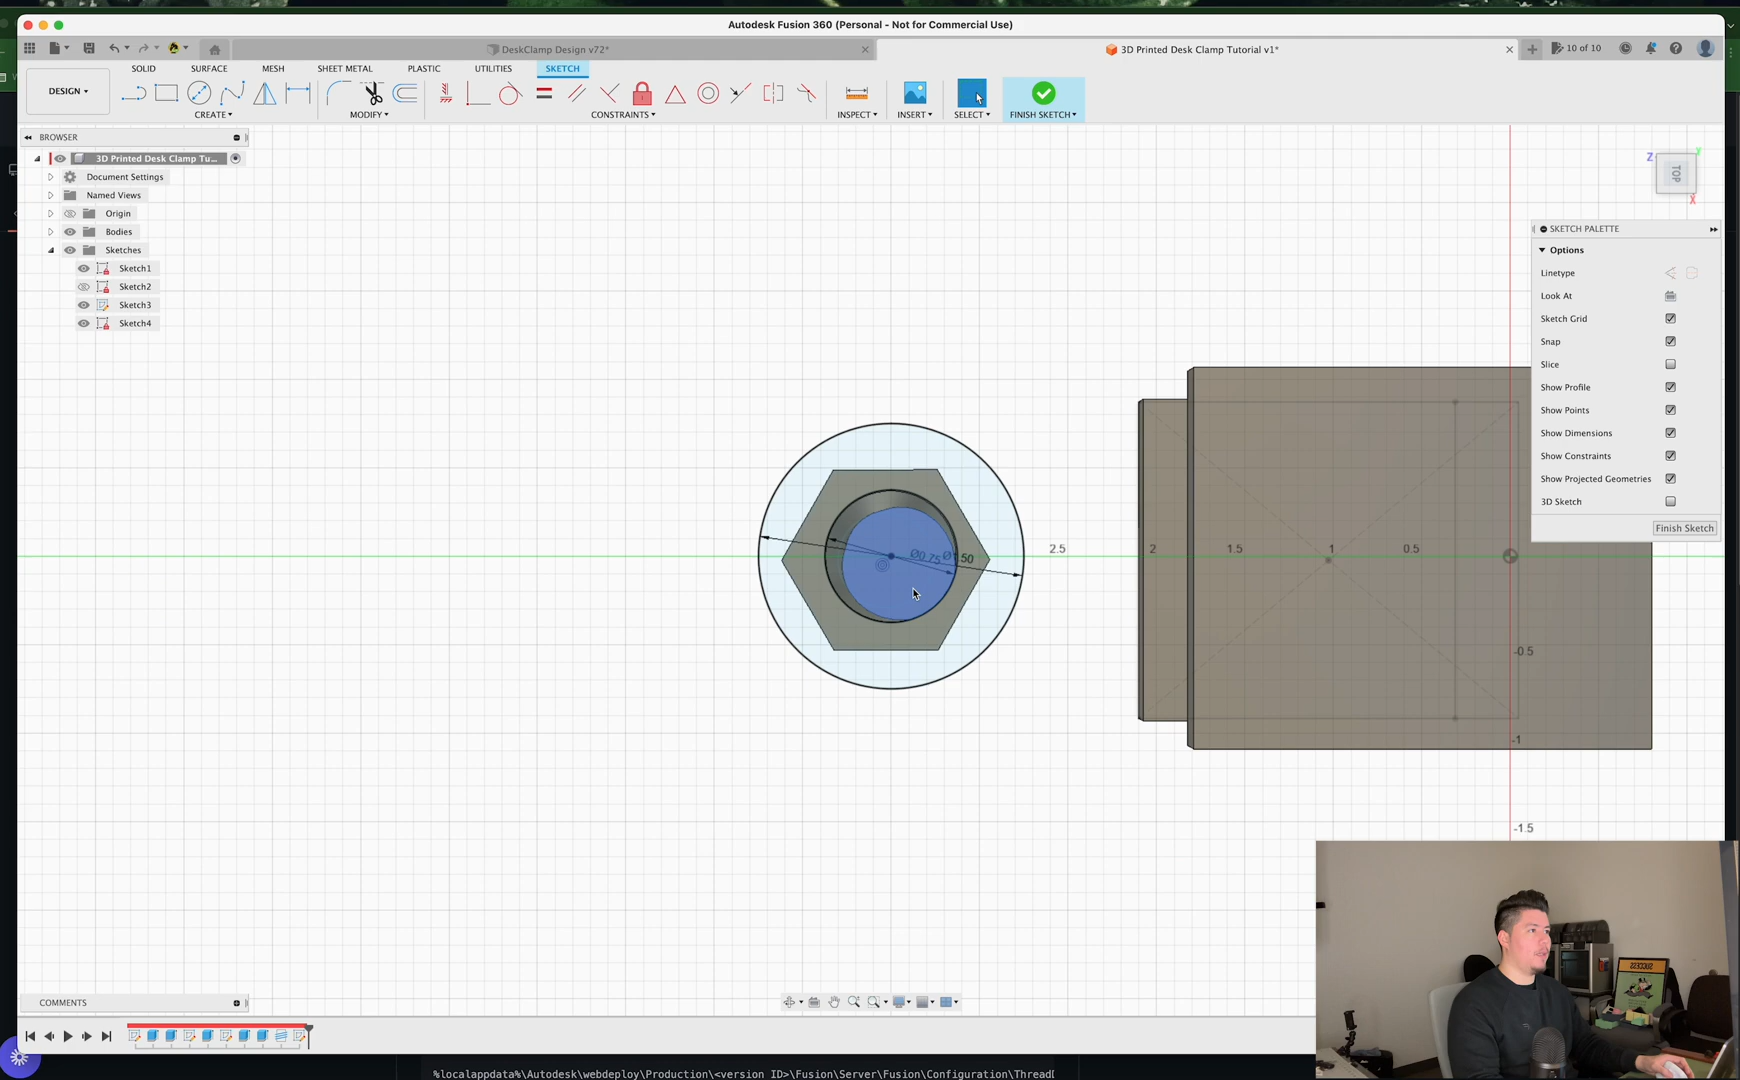 Autodesk Fusion 360 (Personal - Not for Commercial Use)
DeskClamp Design v72*
3D Printed Desk Clamp Tutorial v1*
10 of 10
SOLID SURFACE MESH SHEET METAL PLASTIC UTILITIES SKETCH
DESIGN
CREATE MODIFY CONSTRAINTS INSPECT INSERT SELECT FINISH SKETCH
BROWSER
3D Printed Desk Clamp Tu...
Document Settings
Named Views
Origin
Bodies
Sketches
Sketch1
Sketch2
Sketch3
Sketch4
Z
Y
TOP
X
SKETCH PALETTE
Options
Linetype
Look At
Sketch Grid
Snap
Slice
Show Profile
Show Points
Show Dimensions
Show Constraints
Show Projected Geometries
3D Sketch
Finish Sketch
2.5 2 1.5 1 0.5
Ø0.75 Ø1.50
-0.5
-1
-1.5
COMMENTS
%localappdata%\Autodesk\webdeploy\Production\<version ID>\Fusion\Server\Fusion\Configuration\ThreadD